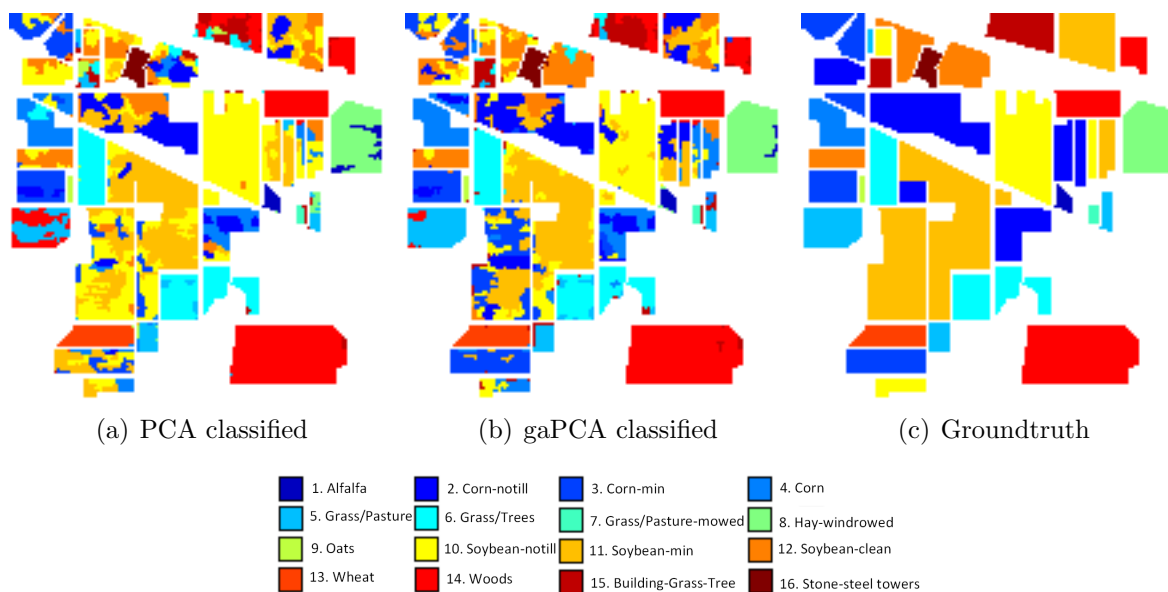 (a) PCA classified
(b) gaPCA classified
(c) Groundtruth
1. Alfalfa
2. Corn-notill
3. Corn-min
4. Corn
5. Grass/Pasture
6. Grass/Trees
7. Grass/Pasture-mowed
8. Hay-windrowed
9. Oats
10. Soybean-notill
11. Soybean-min
12. Soybean-clean
13. Wheat
14. Woods
15. Building-Grass-Tree
16. Stone-steel towers